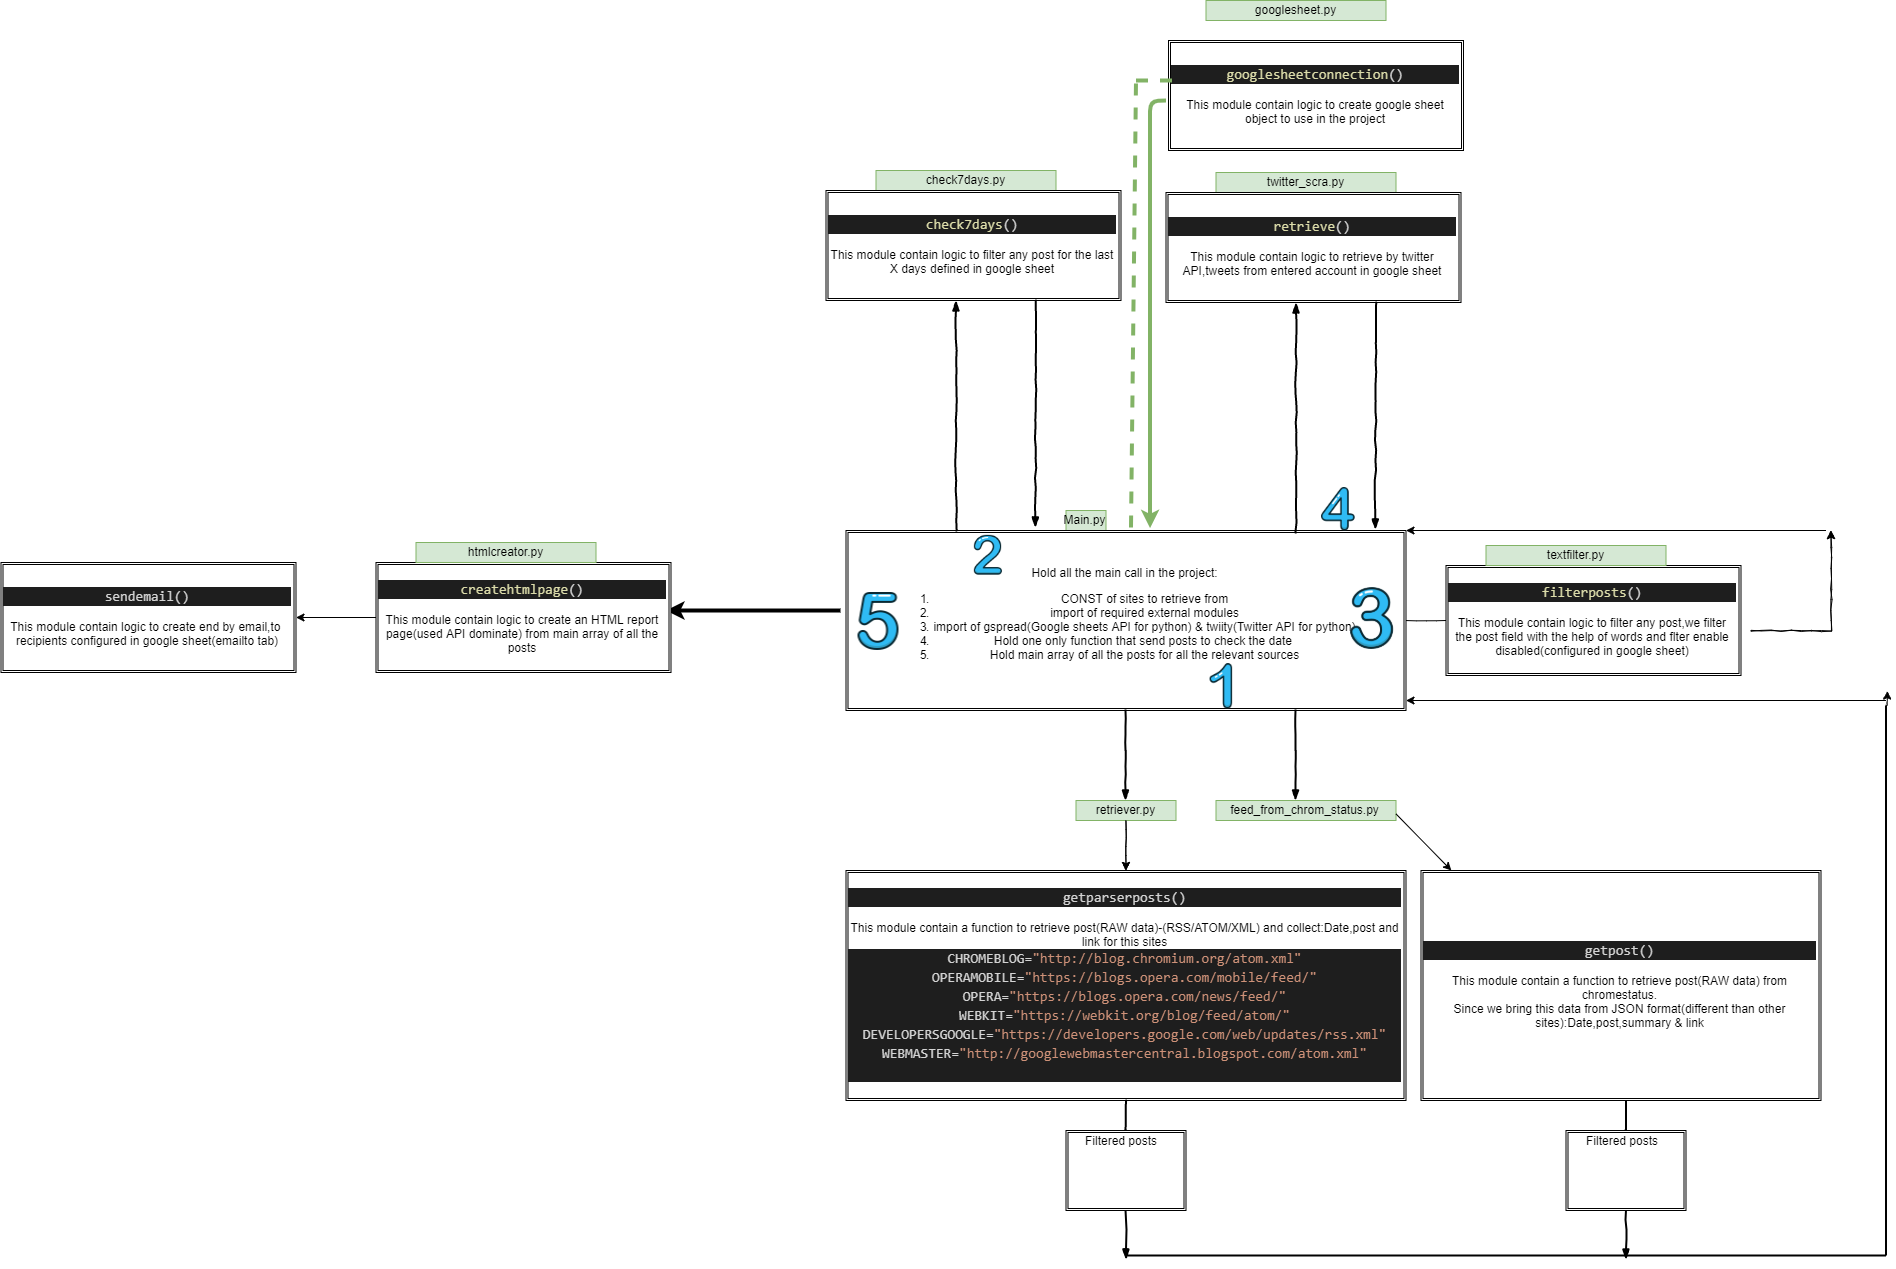 googlesheet.py
googlesheetconnection()
This module contain logic to create google sheet
object to use in the project
check7days.py
check7days()
This module contain logic to filter any post for the last
X days defined in google sheet
twitter_scra.py
retrieve()
This module contain logic to retrieve by twitter
API,tweets from entered account in google sheet
4
Main.py
2
Hold all the main call in the project:
1. CONST of sites to retrieve from
2. import of required external modules
3. import of gspread(Google sheets API for python) & twiity(Twitter API for python)
4. Hold one only function that send posts to check the date
5. Hold main array of all the posts for all the relevant sources
5
3
1
htmlcreator.py
createhtmlpage()
This module contain logic to create an HTML report
page(used API dominate) from main array of all the
posts
sendemail()
This module contain logic to create end by email,to
recipients configured in google sheet(emailto tab)
textfilter.py
filterposts()
This module contain logic to filter any post,we filter
the post field with the help of words and flter enable
disabled(configured in google sheet)
retriever.py
feed_from_chrom_status.py
getparserposts()
This module contain a function to retrieve post(RAW data)-(RSS/ATOM/XML) and collect:Date,post and
link for this sites
CHROMEBLOG="http://blog.chromium.org/atom.xml"
OPERAMOBILE="https://blogs.opera.com/mobile/feed/"
OPERA="https://blogs.opera.com/news/feed/"
WEBKIT="https://webkit.org/blog/feed/atom/"
DEVELOPERSGOOGLE="https://developers.google.com/web/updates/rss.xml"
WEBMASTER="http://googlewebmastercentral.blogspot.com/atom.xml"
getpost()
This module contain a function to retrieve post(RAW data) from
chromestatus.
Since we bring this data from JSON format(different than other
sites):Date,post,summary & link
Filtered posts
Filtered posts